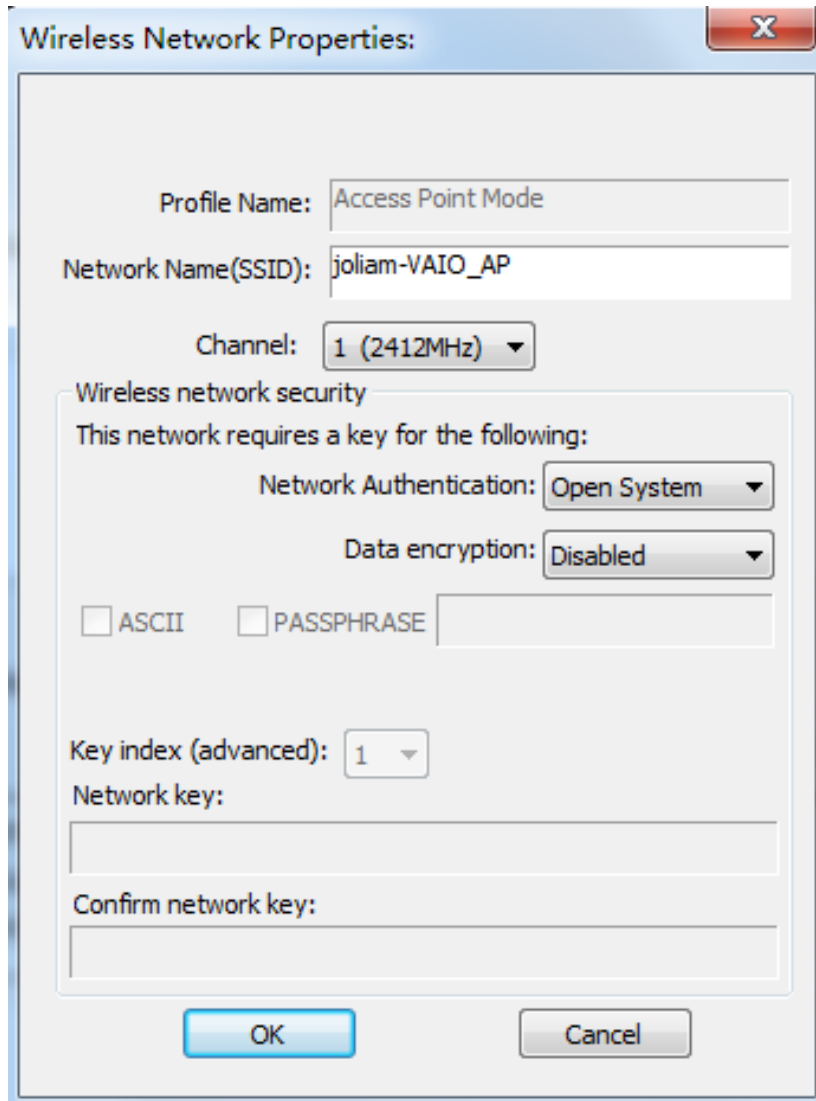 Wireless Network Properties:
Profile Name: Access Point Mode
Network Name(SSID): joliam-VAIO_AP
Channel: 1 (2412MHz)
Wireless network security
This network requires a key for the following:
Network Authentication: Open System
Data encryption: Disabled
ASCII PASSPHRASE
Key index (advanced): 1
Network key:
Confirm network key:
OK Cancel